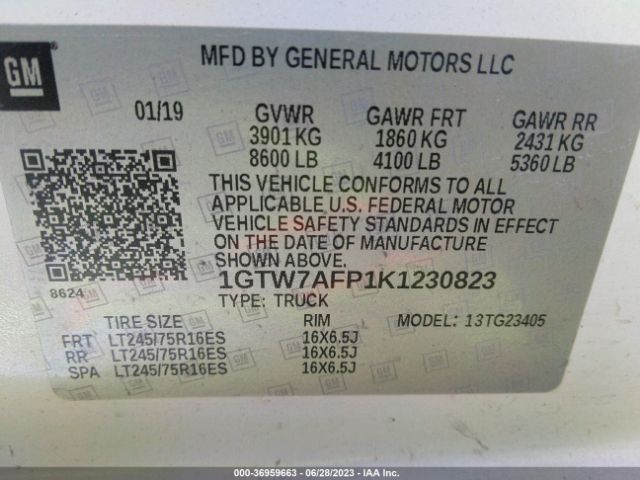 GM
MFD BY GENERAL MOTORS LLC
01/19 GVWR GAWR FRT GAWR RR
3901 KG 1860 KG 2431 KG
8600 LB 4100 LB 5360 LB
THIS VEHICLE CONFORMS TO ALL
APPLICABLE U.S. FEDERAL MOTOR
VEHICLE SAFETY STANDARDS IN EFFECT
ON THE DATE OF MANUFACTURE
SHOWN ABOVE.
8624
1GTW7AFP1K1230823
TYPE: TRUCK
TIRE SIZE RIM MODEL: 13TG23405
FRT LT245/75R16ES 16X6.5J
RR LT245/75R16ES 16X6.5J
SPA LT245/75R16ES 16X6.5J
000-36959663 - 06/28/2023 - IAA Inc.